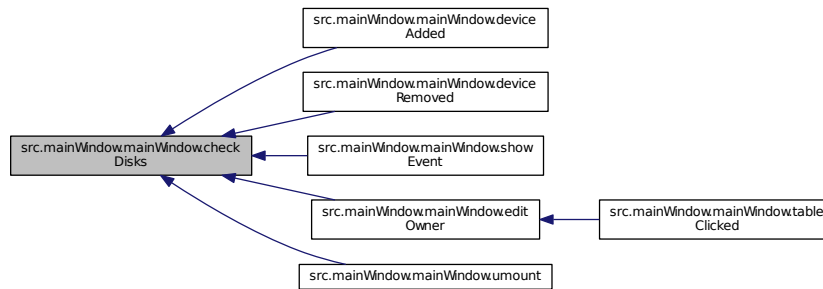 src.mainWindow.mainWindow.device
Added
src.mainWindow.mainWindow.device
Removed
src.mainWindow.mainWindow.check
Disks
src.mainWindow.mainWindow.show
Event
src.mainWindow.mainWindow.edit
Owner
src.mainWindow.mainWindow.table
Clicked
src.mainWindow.mainWindow.umount